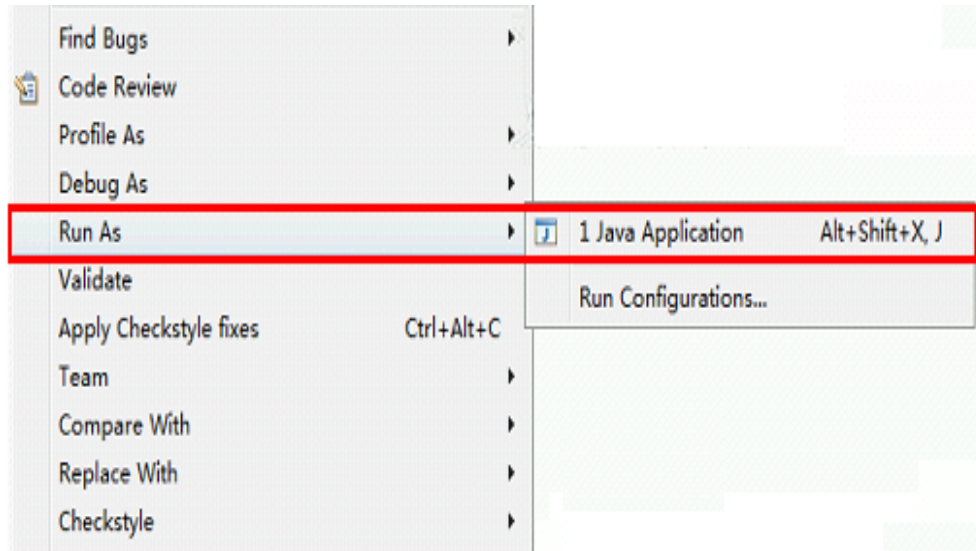 Find Bugs
Code Review
Profile As
Debug As
Run As
1 Java Application Alt+Shift+X, J
Validate
Run Configurations...
Apply Checkstyle fixes Ctrl+Alt+C
Team
Compare With
Replace With
Checkstyle